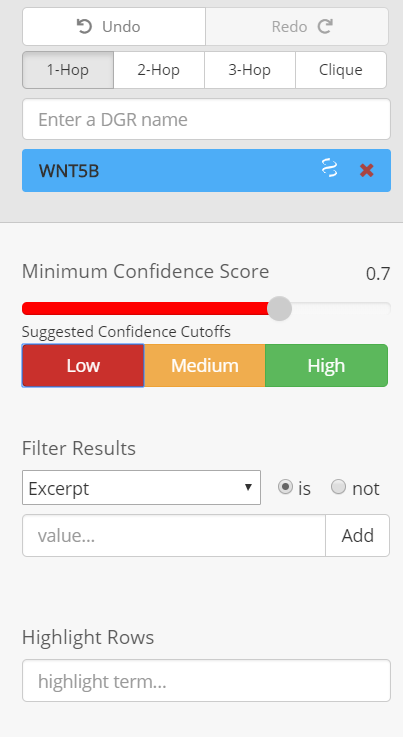 Undo Redo
1-Hop 2-Hop 3-Hop Clique
Enter a DGR name
WNT5B
Minimum Confidence Score 0.7
Suggested Confidence Cutoffs
Low Medium High
Filter Results
Excerpt is not
value... Add
Highlight Rows
highlight term...